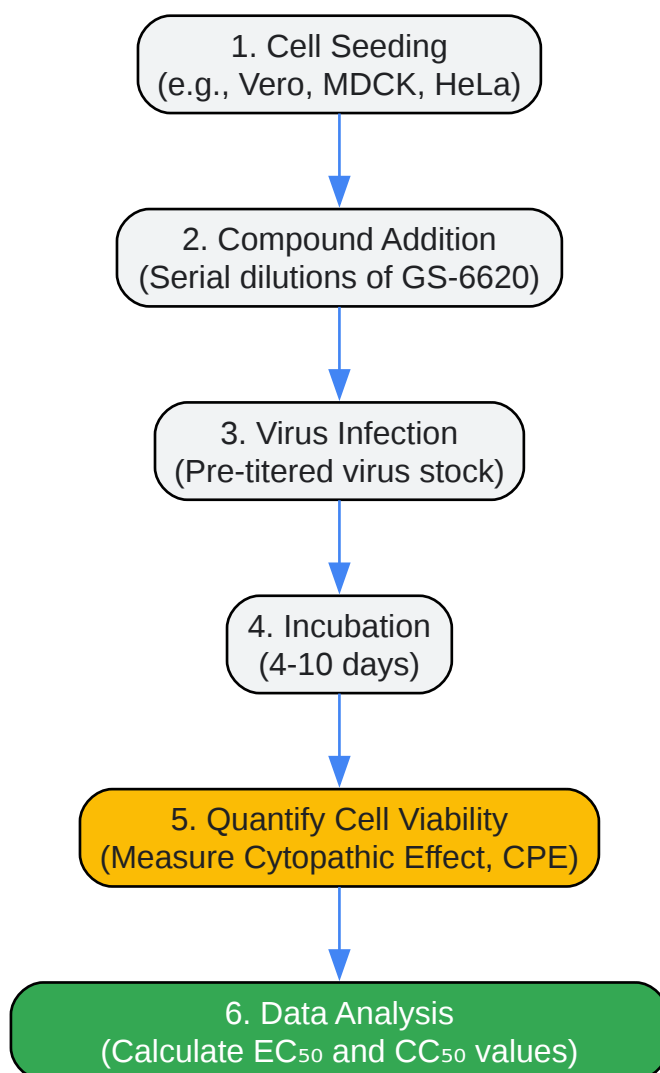 1. Cell Seeding
(e.g., Vero, MDCK, HeLa)
2. Compound Addition
(Serial dilutions of GS-6620)
3. Virus Infection
(Pre-titered virus stock)
4. Incubation
(4-10 days)
5. Quantify Cell Viability
(Measure Cytopathic Effect, CPE)
6. Data Analysis
(Calculate EC₅₀ and CC₅₀ values)